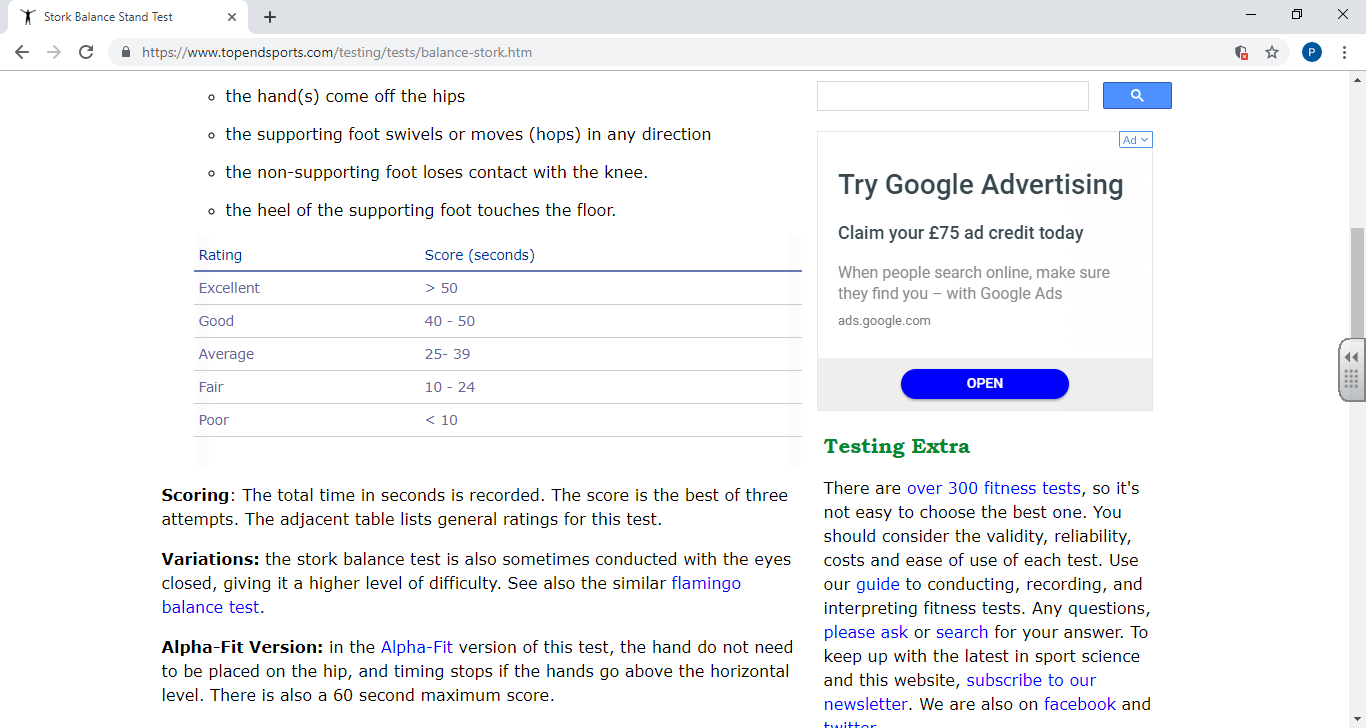 Stork Balance Stand Test
https://www.topendsports.com/testing/tests/balance-stork.htm
P
the hand(s) come off the hips
the supporting foot swivels or moves (hops) in any direction
the non-supporting foot loses contact with the knee.
the heel of the supporting foot touches the floor.
Rating Score (seconds)
Excellent > 50
Good 40 - 50
Average 25- 39
Fair 10 - 24
Poor < 10
Scoring: The total time in seconds is recorded. The score is the best of three
attempts. The adjacent table lists general ratings for this test.
Variations: the stork balance test is also sometimes conducted with the eyes
closed, giving it a higher level of difficulty. See also the similar flamingo
balance test.
Alpha-Fit Version: in the Alpha-Fit version of this test, the hand do not need
to be placed on the hip, and timing stops if the hands go above the horizontal
level. There is also a 60 second maximum score.
Ad
Try Google Advertising
Claim your £75 ad credit today
When people search online, make sure
they find you – with Google Ads
ads.google.com
OPEN
Testing Extra
There are over 300 fitness tests, so it's
not easy to choose the best one. You
should consider the validity, reliability,
costs and ease of use of each test. Use
our guide to conducting, recording, and
interpreting fitness tests. Any questions,
please ask or search for your answer. To
keep up with the latest in sport science
and this website, subscribe to our
newsletter. We are also on facebook and
twitter